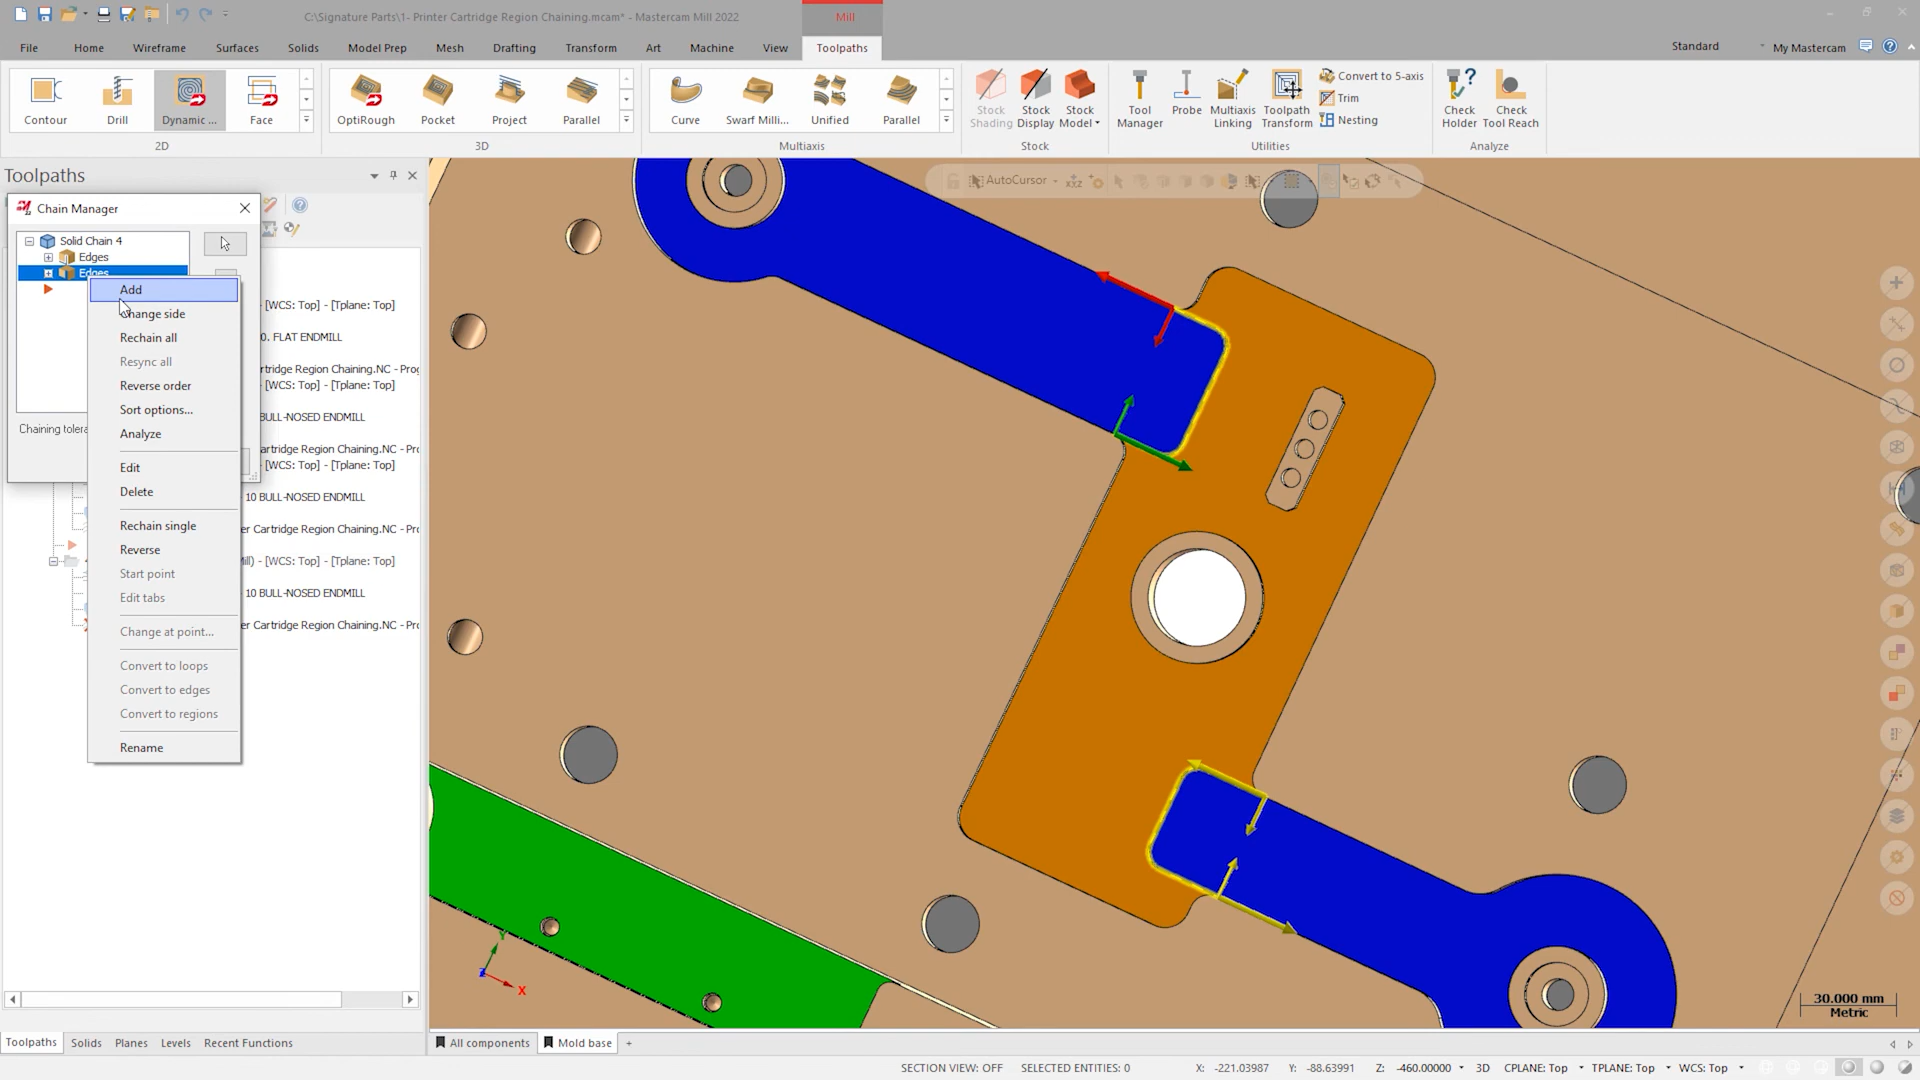 C:\Signature Parts\1- Printer Cartridge Region Chaining.mcam* - Mastercam Mill 2022
Mill
File
Home
Wireframe
Surfaces
Solids
Model Prep
Mesh
Drafting
Transform
Art
Machine
View
Toolpaths
Standard
My Mastercam
Contour
Drill
Dynamic ...
Face
OptiRough
Pocket
Project
Parallel
Curve
Swarf Milli...
Unified
Parallel
Stock Shading
Stock Display
Stock Model
Tool Manager
Probe
Multiaxis Linking
Toolpath Transform
Convert to 5-axis
Trim
Nesting
Check Holder
Check Tool Reach
2D
3D
Multiaxis
Stock
Utilities
Analyze
Toolpaths
Chain Manager
Solid Chain 4
Edges
Edges
Add
Change side
Rechain all
Resync all
Reverse order
Sort options...
Analyze
Edit
Delete
Rechain single
Reverse
Start point
Edit tabs
Change at point...
Convert to loops
Convert to edges
Convert to regions
Rename
Chaining tolera
- [WCS: Top] - [Tplane: Top]
0. FLAT ENDMILL
rtridge Region Chaining.NC - Prog
- [WCS: Top] - [Tplane: Top]
BULL-NOSED ENDMILL
Cartridge Region Chaining.NC - Pro
- [WCS: Top] - [Tplane: Top]
- 10 BULL-NOSED ENDMILL
er Cartridge Region Chaining.NC - Pro
Mill) - [WCS: Top] - [Tplane: Top]
- 10 BULL-NOSED ENDMILL
er Cartridge Region Chaining.NC - Pro
AutoCursor
Y
Z
X
30.000 mm
Metric
Toolpaths
Solids
Planes
Levels
Recent Functions
All components
Mold base
+
SECTION VIEW: OFF
SELECTED ENTITIES: 0
X: -221.03987
Y: -88.63991
Z: -460.00000
3D
CPLANE: Top
TPLANE: Top
WCS: Top